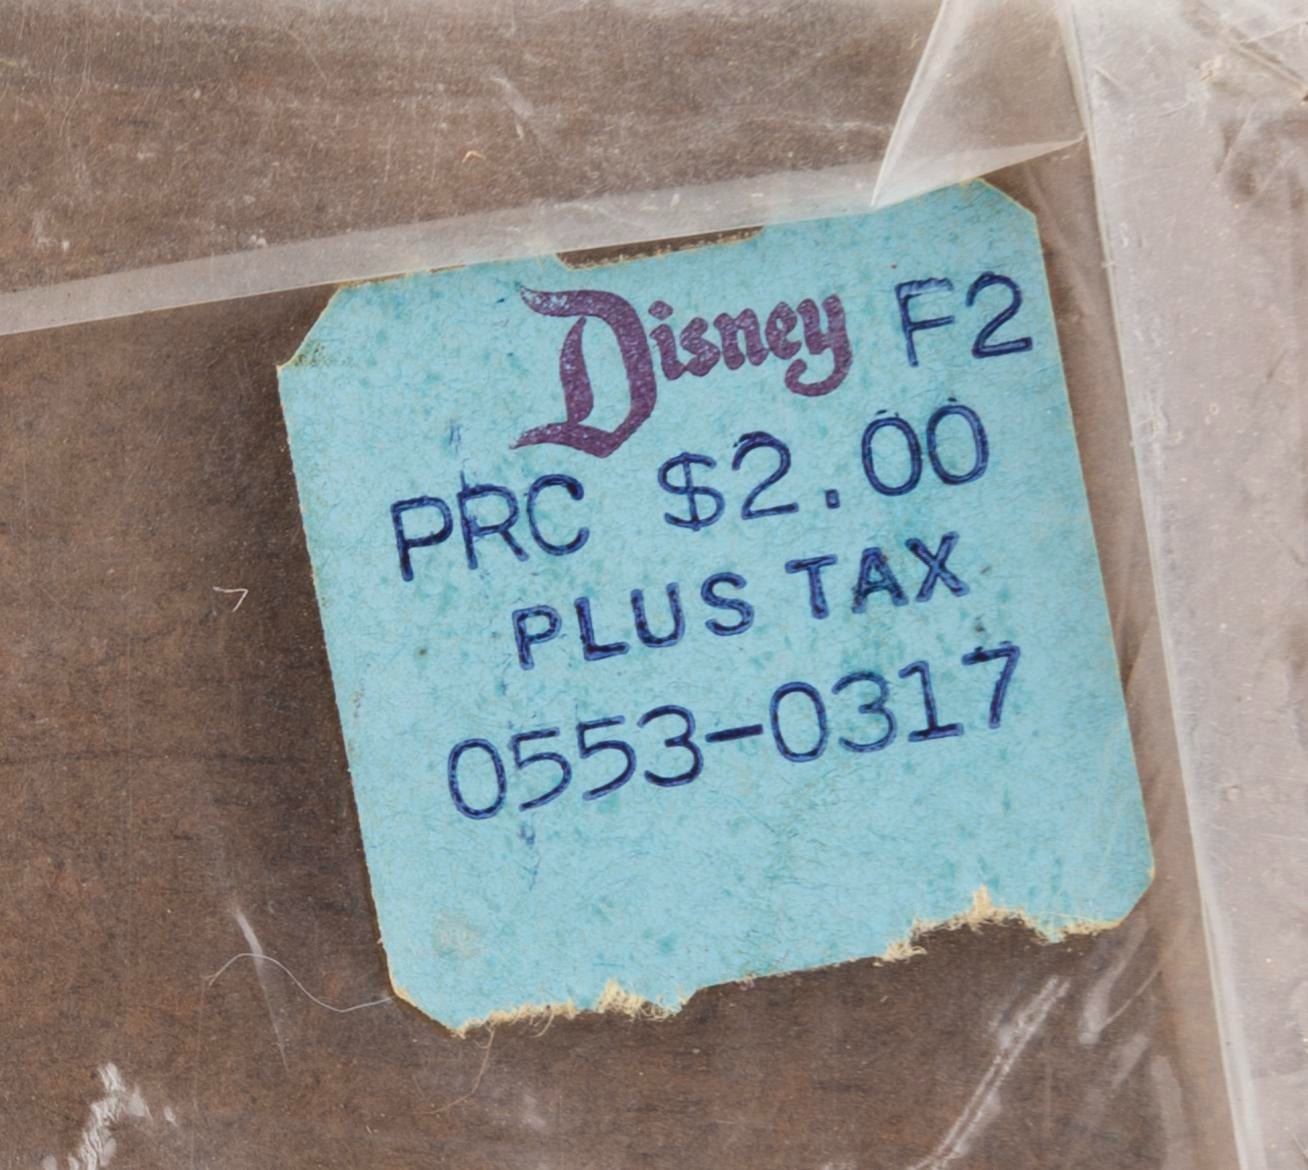 Disney F2
PRC $2.00
PLUS TAX
0553-0317